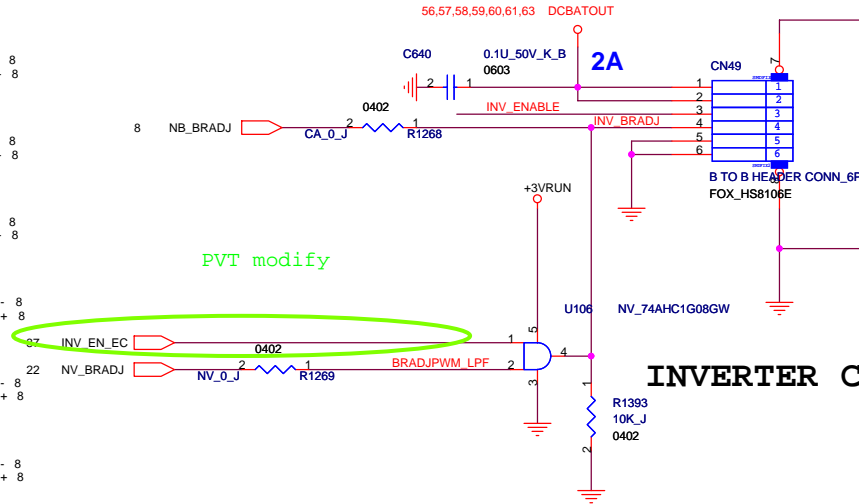 56,57,58,59,60,61,63 DCBATOUT
8
- 8
C640
0.1U_50V_K_B
0603
2A
CN49
7
2 1
1 1
2 2
INV_ENABLE
3 3
0402
8 NB_BRADJ
2 1
INV_BRADJ
4 4
CA_0_J
R1268
8
- 8
5 5
6 6
B TO B HEADER CONN_6P
8
FOX_HS8106E
+3VRUN
8
- 8
PVT modify
- 8
+ 8
U106
NV_74AHC1G08GW
5
37 INV_EN_EC
1
0402
4
22 NV_BRADJ
2 1
BRADJPWM_LPF
2
NV_0_J
R1269
3
INVERTER C
- 8
+ 8
1
R1393
10K_J
0402
2
- 8
+ 8